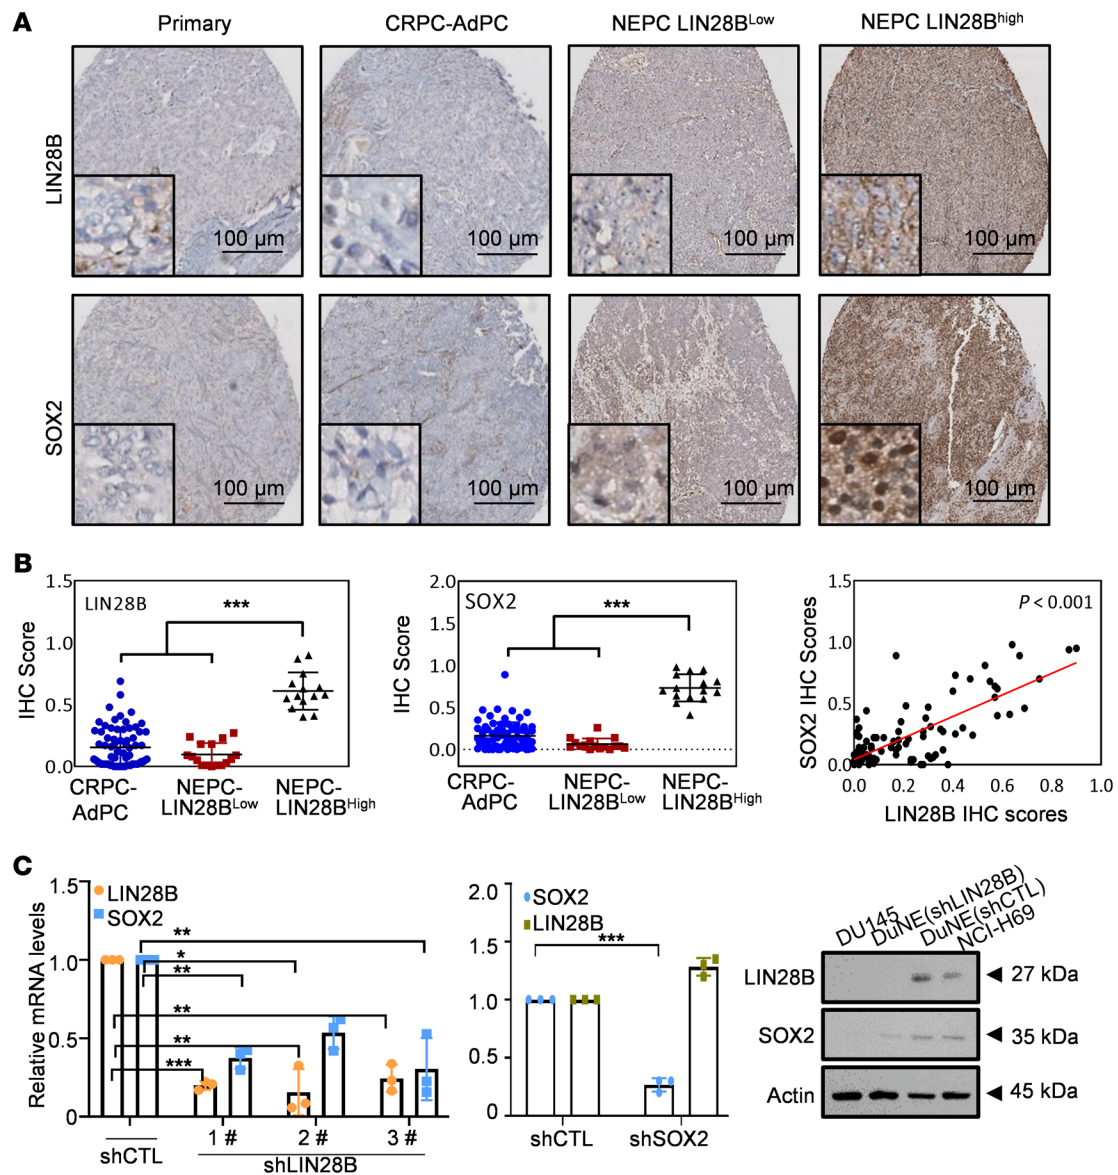 A
Primary
CRPC-AdPC
NEPC LIN28BLow
NEPC LIN28Bhigh
LIN28B
100 µm
100 µm
100 µm
100 µm
SOX2
100 µm
100 µm
100 µm
100 µm
B
IHC Score
1.5
1.0
0.5
0.0
LIN28B
***
CRPC-
AdPC
NEPC-
LIN28BLow
NEPC-
LIN28BHigh
IHC Score
2.0
1.5
1.0
0.5
0.0
SOX2
***
CRPC-
AdPC
NEPC-
LIN28BLow
NEPC-
LIN28BHigh
SOX2 IHC Scores
1.5
1.0
0.5
0.0
P < 0.001
0.0 0.2 0.4 0.6 0.8 1.0
LIN28B IHC scores
C
Relative mRNA levels
1.5
1.0
0.5
0
LIN28B
SOX2
**
*
**
**
**
***
1 # 2 # 3 #
shCTL
shLIN28B
2.0
1.5
1.0
0.5
0
SOX2
LIN28B
***
shCTL
shSOX2
DU145
DuNE(shLIN28B)
DuNE(shCTL)
NCI-H69
LIN28B
27 kDa
SOX2
35 kDa
Actin
45 kDa